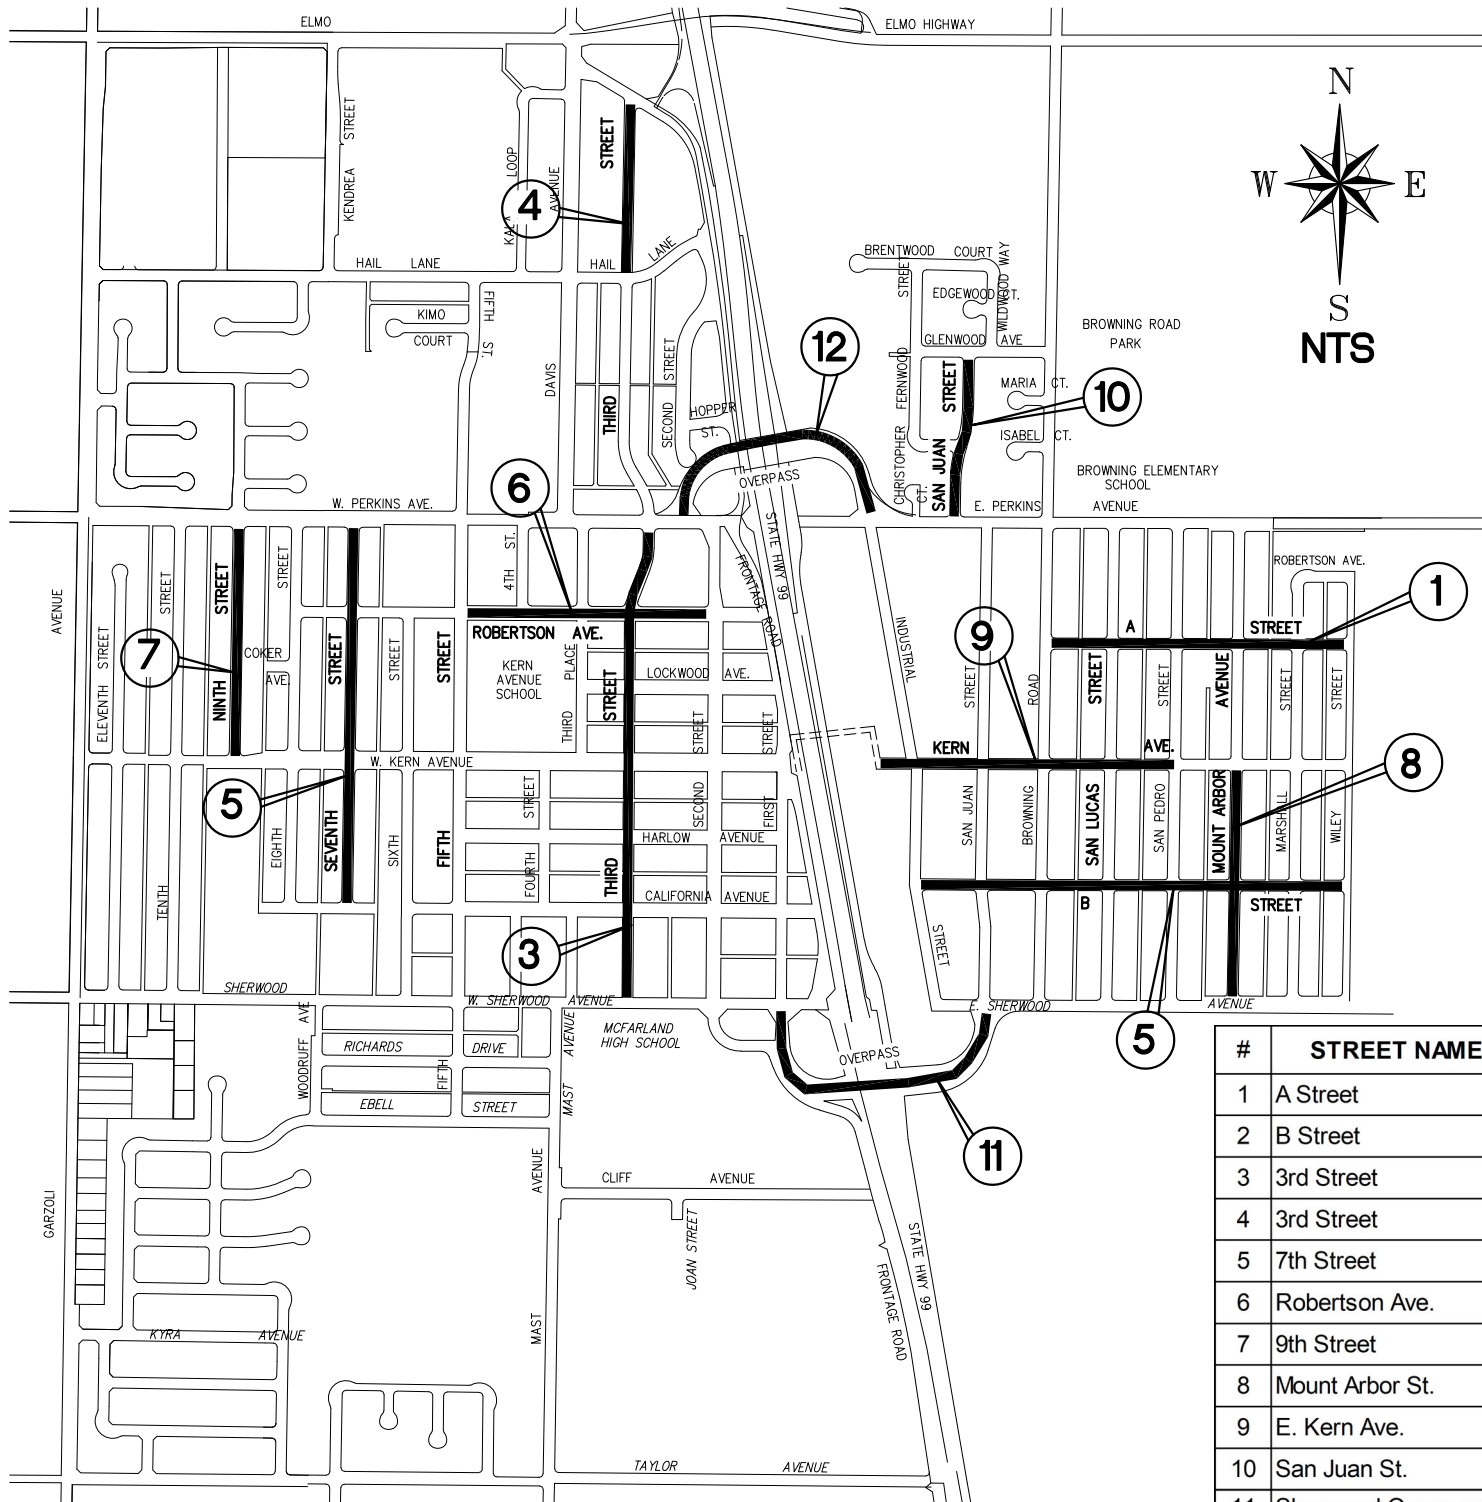 ELMO
ELMO HIGHWAY
N
W
E
S
NTS
KENDREA STREET
LOOP
AVENUE
STREET
4
HAIL LANE
HAIL LANE
BRENTWOOD COURT
EDGEWOOD CT.
WILDWOOD WAY
GLENWOOD AVE
BROWNING ROAD
PARK
KIMO
COURT
FIFTH ST.
DAVIS
THIRD
SECOND STREET
HOPPER
ST.
12
CHRISTOPHER CT.
FERNWOOD STREET
SAN JUAN STREET
MARIA CT.
10
ISABEL CT.
BROWNING ELEMENTARY
SCHOOL
OVERPASS
W. PERKINS AVE.
E. PERKINS AVENUE
6
4TH ST.
STATE HWY 99
FRONTAGE ROAD
ROBERTSON AVE.
1
AVENUE
ELEVENTH STREET
STREET
NINTH STREET
STREET
COKER
AVE.
7
STREET
STREET
STREET
ROBERTSON AVE.
KERN
AVENUE
SCHOOL
THIRD PLACE
STREET
LOCKWOOD AVE.
STREET
STREET
INDUSTRIAL
9
STREET
ROAD
A STREET
STREET
STREET
AVENUE
STREET
STREET
W. KERN AVENUE
KERN AVE.
8
5
TENTH
EIGHTH
SEVENTH
SIXTH
FIFTH
FOURTH STREET
THIRD
SECOND
FIRST
HARLOW AVENUE
CALIFORNIA AVENUE
SAN JUAN
BROWNING
SAN LUCAS
SAN PEDRO
MOUNT ARBOR
MARSHALL
WILEY
B STREET
STREET
3
5
SHERWOOD
W. SHERWOOD AVENUE
E. SHERWOOD AVENUE
MCFARLAND
HIGH SCHOOL
OVERPASS
11
WOODRUFF AVE
RICHARDS DRIVE
FIFTH
EBELL STREET
MAST AVENUE
CLIFF AVENUE
GARZOLI
MAST AVENUE
JOAN STREET
STATE HWY 99
FRONTAGE ROAD
KYRA AVENUE
TAYLOR AVENUE
# STREET NAME
1 A Street
2 B Street
3 3rd Street
4 3rd Street
5 7th Street
6 Robertson Ave.
7 9th Street
8 Mount Arbor St.
9 E. Kern Ave.
10 San Juan St.